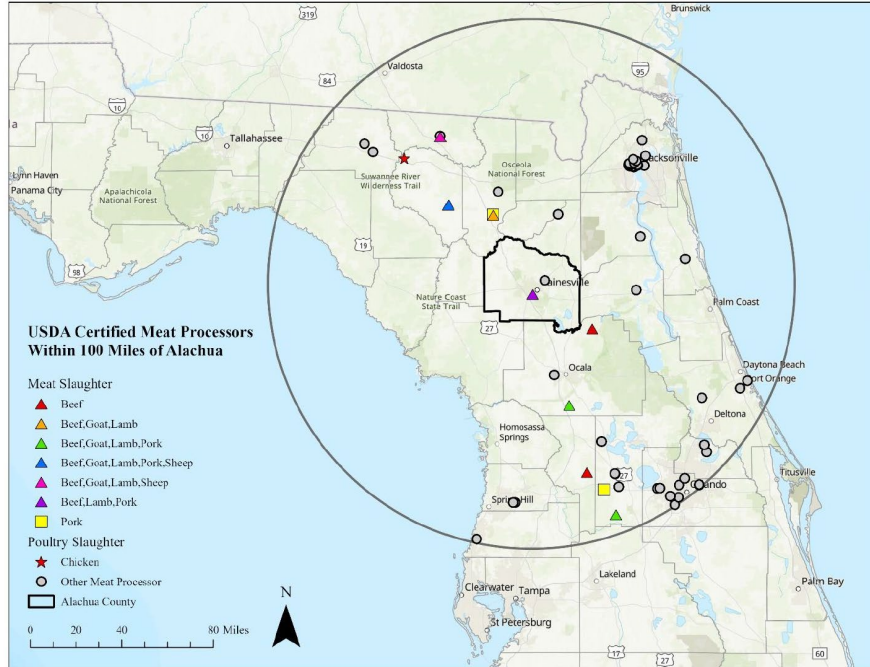 Brunswick
319
Valdosta
84
95
10
la
Tallahassee
10
10
Jacksonville
Lynn Haven
Panama City
Apalachicola
National Forest
Suwannee River
Wilderness Trail
Osceola
National Forest
19
98
Nature Coast
State Trail
ainesville
27
Palm Coast
USDA Certified Meat Processors
Within 100 Miles of Alachua
Ocala
Daytona Beach
ort Orange
Meat Slaughter
Beef
Beef,Goat,Lamb
Beef,Goat,Lamb,Pork
Beef,Goat,Lamb,Pork,Sheep
Beef,Goat,Lamb,Sheep
Beef,Lamb,Pork
Pork
Homosassa
Springs
Deltona
27
Titusville
Orlando
Spring Hill
Poultry Slaughter
Chicken
Other Meat Processor
Alachua County
N
Lakeland
Clearwater
Tampa
Palm Bay
St Petersburg
0 20 40 80 Miles
17
27
60